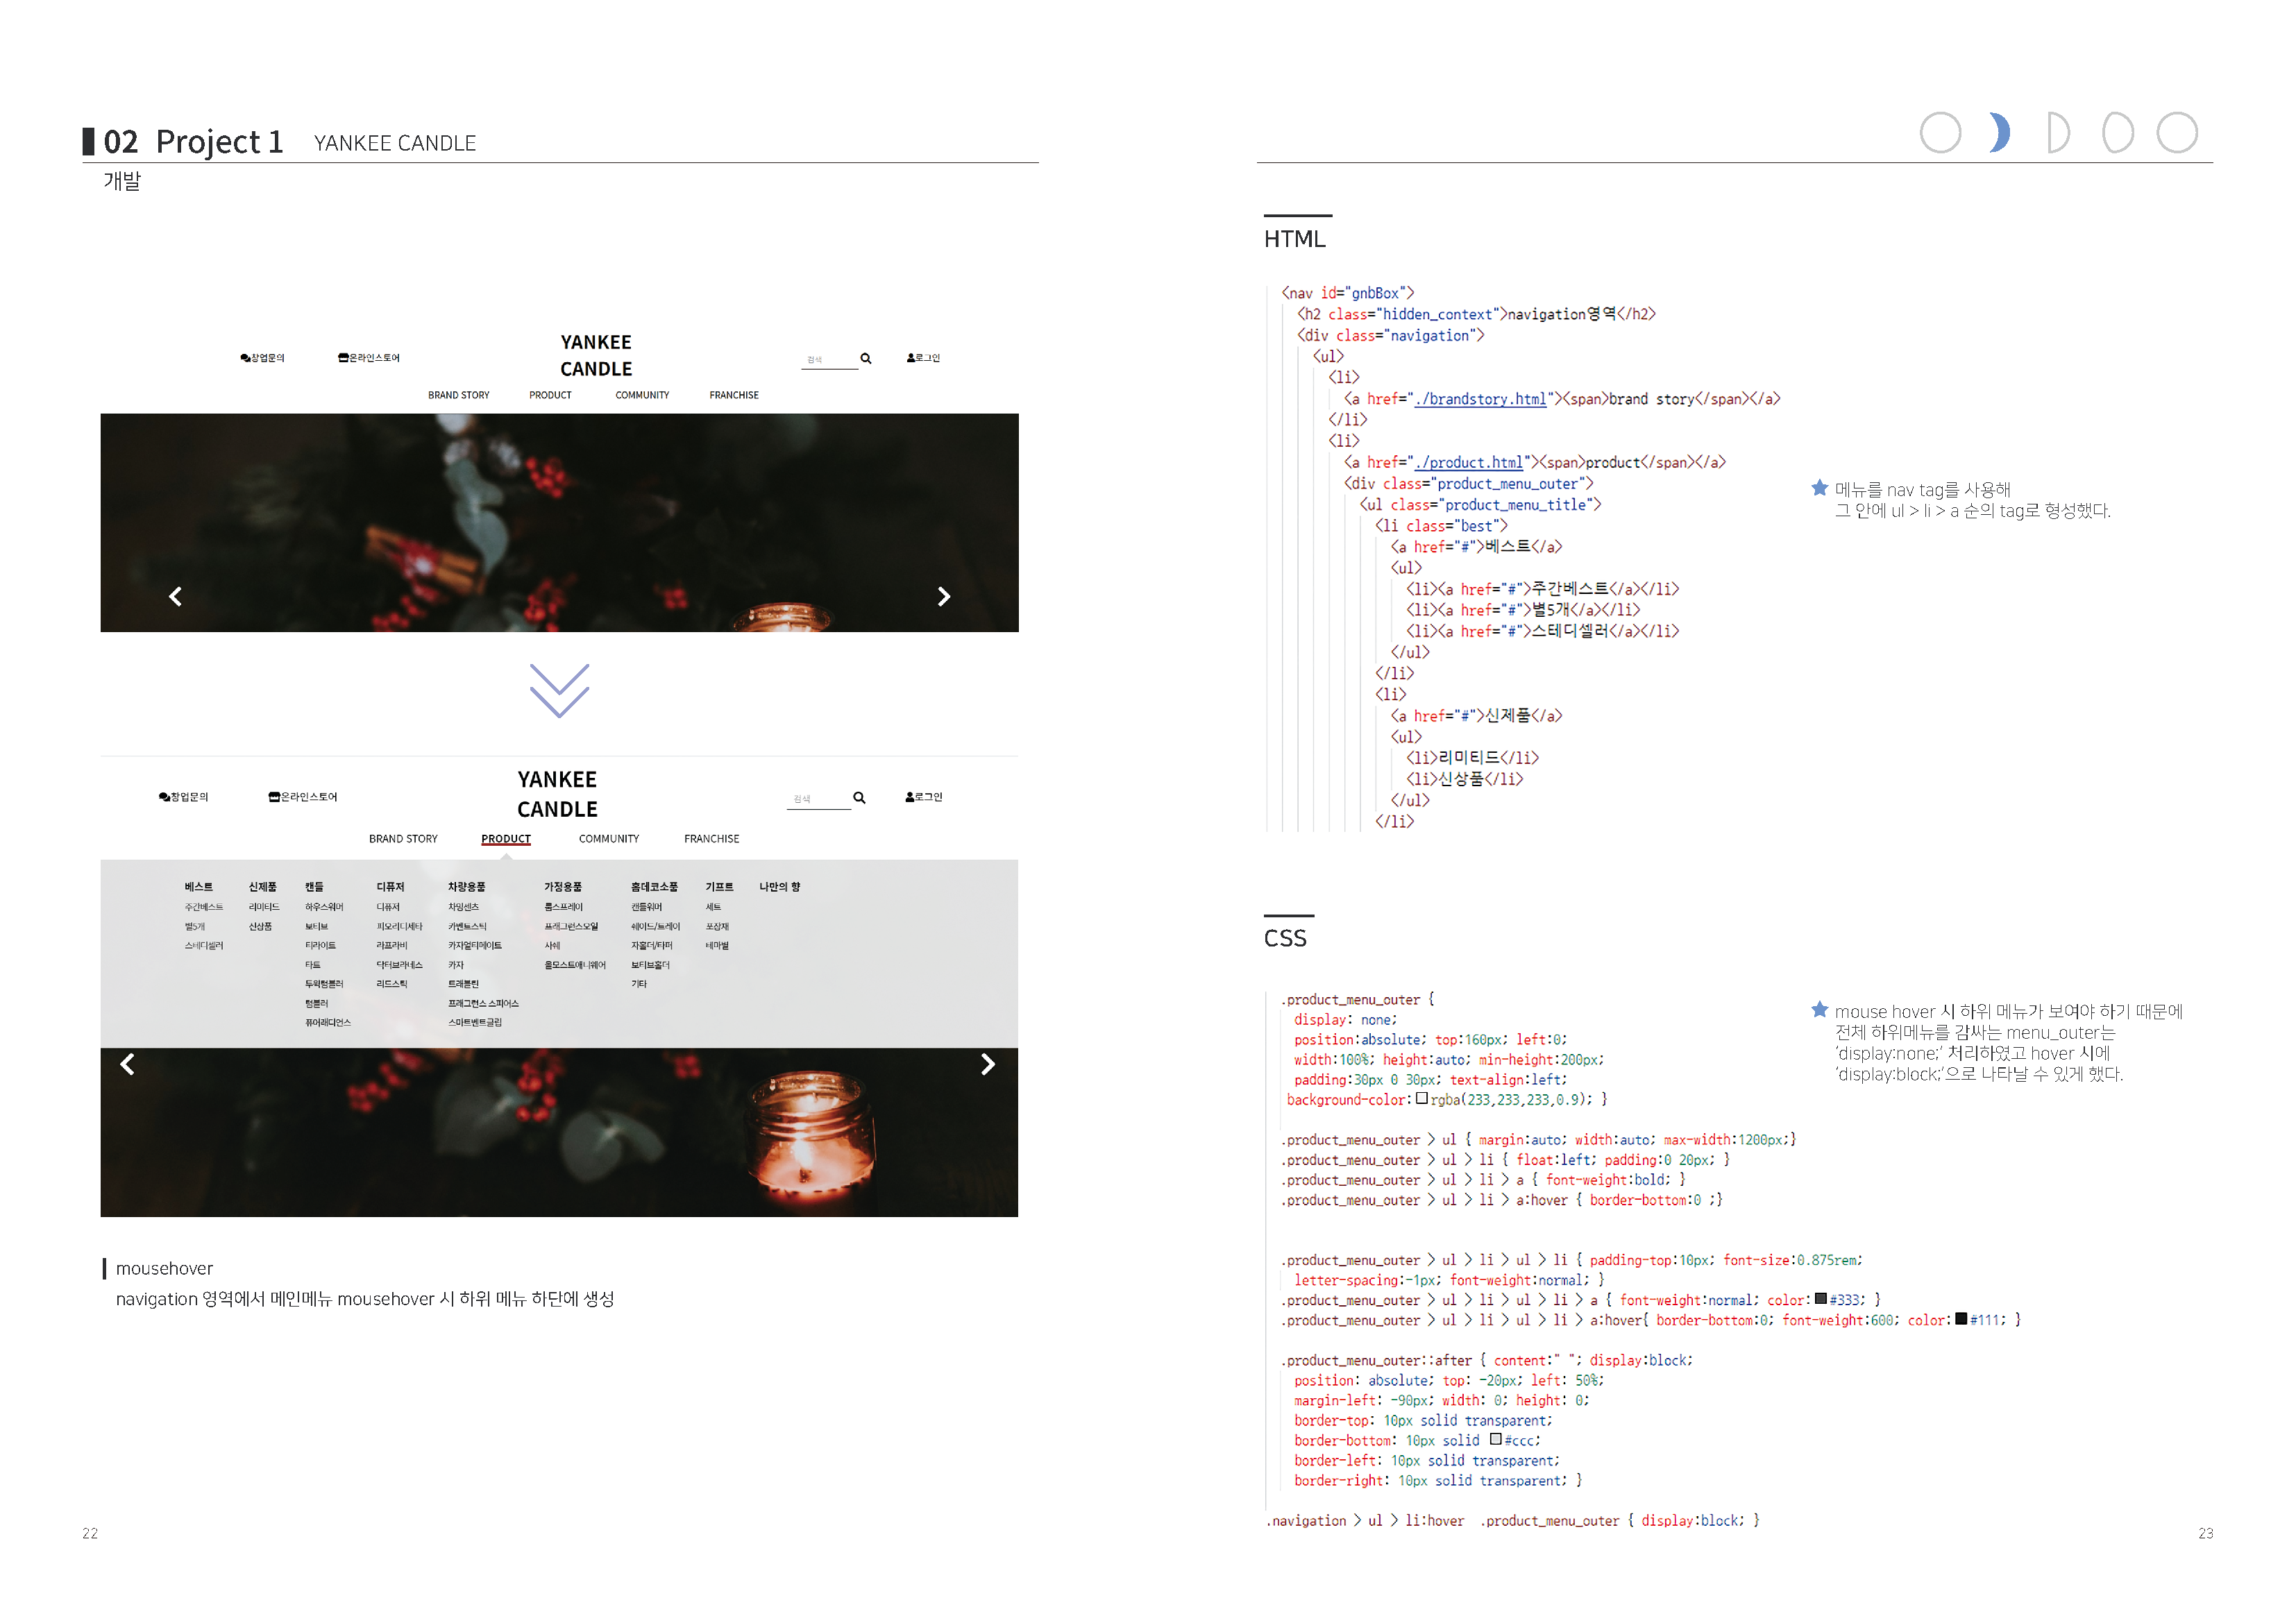 02 Project 1 YANKEE CANDLE
개발
창업문의
온라인스토어
YANKEE
CANDLE
검색
로그인
BRAND STORY PRODUCT COMMUNITY FRANCHISE
창업문의
온라인스토어
YANKEE
CANDLE
검색
로그인
BRAND STORY PRODUCT COMMUNITY FRANCHISE
베스트 신제품 캔들 디퓨저 차량용품 가정용품 홈데코소품 기프트 나만의 향
주간베스트 리미티드 하우스워머 디퓨저 차밍센츠 룸스프레이 캔들워머 세트
별5개 신상품 보티브 피오리디세타 카벤트스틱 프래그런스오일 쉐이드/트레이 포장재
스테디셀러 티라이트 라프라비 카자얼티메이트 사쉐 자홀더/타퍼 테마별
타트 닥터브라네스 카자 올모스트애니웨어 보티브홀더
두윅텀블러 리드스틱 트래블틴 기타
텀블러 프래그런스 스피어스
퓨어래디언스 스마트벤트클립
mousehover
navigation 영역에서 메인메뉴 mousehover 시 하위 메뉴 하단에 생성
22
HTML
<nav id="gnbBox">
<h2 class="hidden_context">navigation영역</h2>
<div class="navigation">
<ul>
<li>
<a href="./brandstory.html"><span>brand story</span></a>
</li>
<li>
<a href="./product.html"><span>product</span></a>
<div class="product_menu_outer">
<ul class="product_menu_title">
<li class="best">
<a href="#">베스트</a>
<ul>
<li><a href="#">주간베스트</a></li>
<li><a href="#">별5개</a></li>
<li><a href="#">스테디셀러</a></li>
</ul>
</li>
<li>
<a href="#">신제품</a>
<ul>
<li>리미티드</li>
<li>신상품</li>
</ul>
</li>
메뉴를 nav tag를 사용해
그 안에 ul > li > a 순의 tag로 형성했다.
CSS
.product_menu_outer {
display: none;
position:absolute; top:160px; left:0;
width:100%; height:auto; min-height:200px;
padding:30px 0 30px; text-align:left;
background-color:rgba(233,233,233,0.9); }
.product_menu_outer > ul { margin:auto; width:auto; max-width:1200px;}
.product_menu_outer > ul > li { float:left; padding:0 20px; }
.product_menu_outer > ul > li > a { font-weight:bold; }
.product_menu_outer > ul > li > a:hover { border-bottom:0 ;}
.product_menu_outer > ul > li > ul > li { padding-top:10px; font-size:0.875rem;
letter-spacing:-1px; font-weight:normal; }
.product_menu_outer > ul > li > ul > li > a { font-weight:normal; color:#333; }
.product_menu_outer > ul > li > ul > li > a:hover{ border-bottom:0; font-weight:600; color:#111; }
.product_menu_outer::after { content:" "; display:block;
position: absolute; top: -20px; left: 50%;
margin-left: -90px; width: 0; height: 0;
border-top: 10px solid transparent;
border-bottom: 10px solid #ccc;
border-left: 10px solid transparent;
border-right: 10px solid transparent; }
.navigation > ul > li:hover .product_menu_outer { display:block; }
mouse hover 시 하위 메뉴가 보여야 하기 때문에
전체 하위메뉴를 감싸는 menu_outer는
‘display:none;’ 처리하였고 hover 시에
‘display:block;’으로 나타날 수 있게 했다.
23